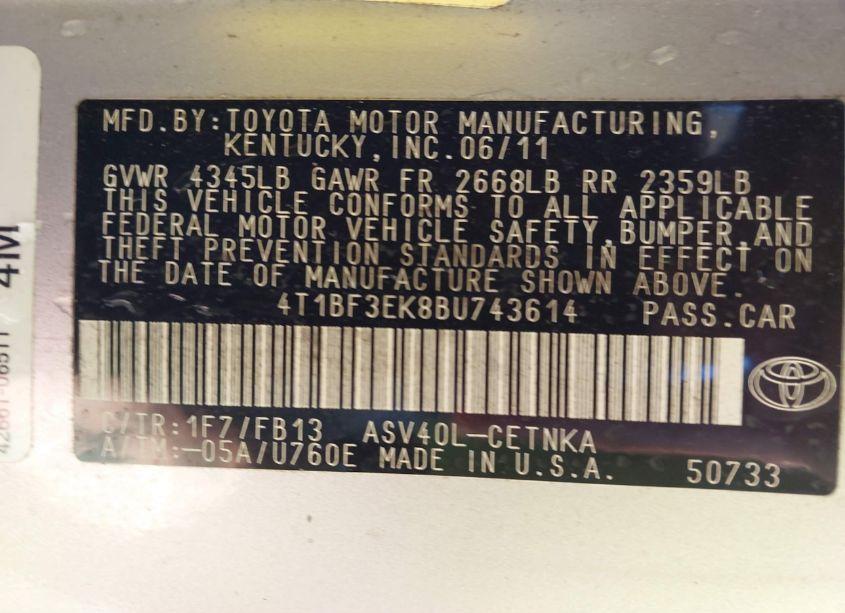 MFD.BY:TOYOTA MOTOR MANUFACTURING,
KENTUCKY,INC.06/11
GVWR 4345LB GAWR FR 2668LB RR 2359LB
THIS VEHICLE CONFORMS TO ALL APPLICABLE
FEDERAL MOTOR VEHICLE SAFETY,BUMPER,AND
THEFT PREVENTION STANDARDS IN EFFECT ON
THE DATE OF MANUFACTURE SHOWN ABOVE.
4T1BF3EK8BU743614 PASS.CAR
C/TR:1F7/FB13 ASV40L-CETNKA
A/TM:-05A/U760E MADE IN U.S.A. 50733
4M